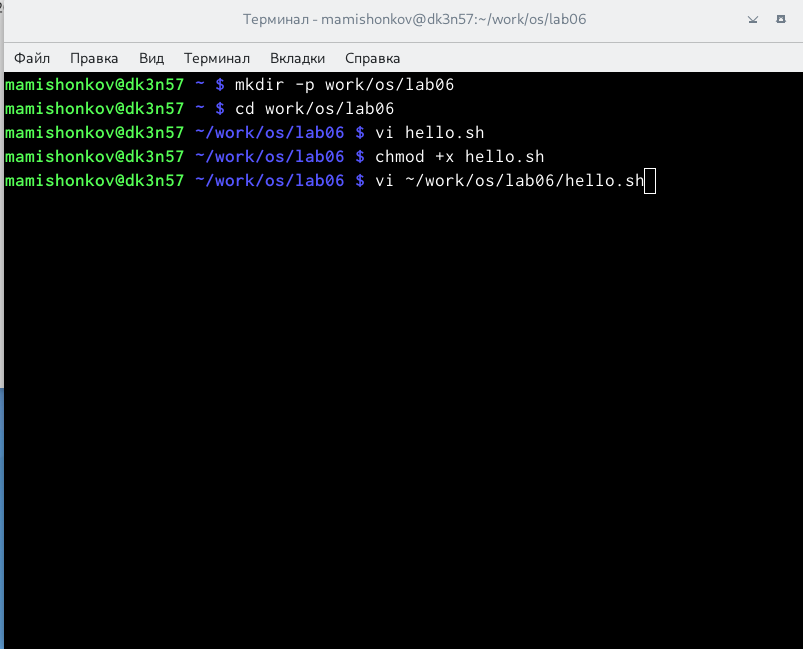 Терминал - mamishonkov@dk3n57:~/work/os/lab06
Файл Правка Вид Терминал Вкладки Справка
mamishonkov@dk3n57 ~ $ mkdir -p work/os/lab06
mamishonkov@dk3n57 ~ $ cd work/os/lab06
mamishonkov@dk3n57 ~/work/os/lab06 $ vi hello.sh
mamishonkov@dk3n57 ~/work/os/lab06 $ chmod +x hello.sh
mamishonkov@dk3n57 ~/work/os/lab06 $ vi ~/work/os/lab06/hello.sh